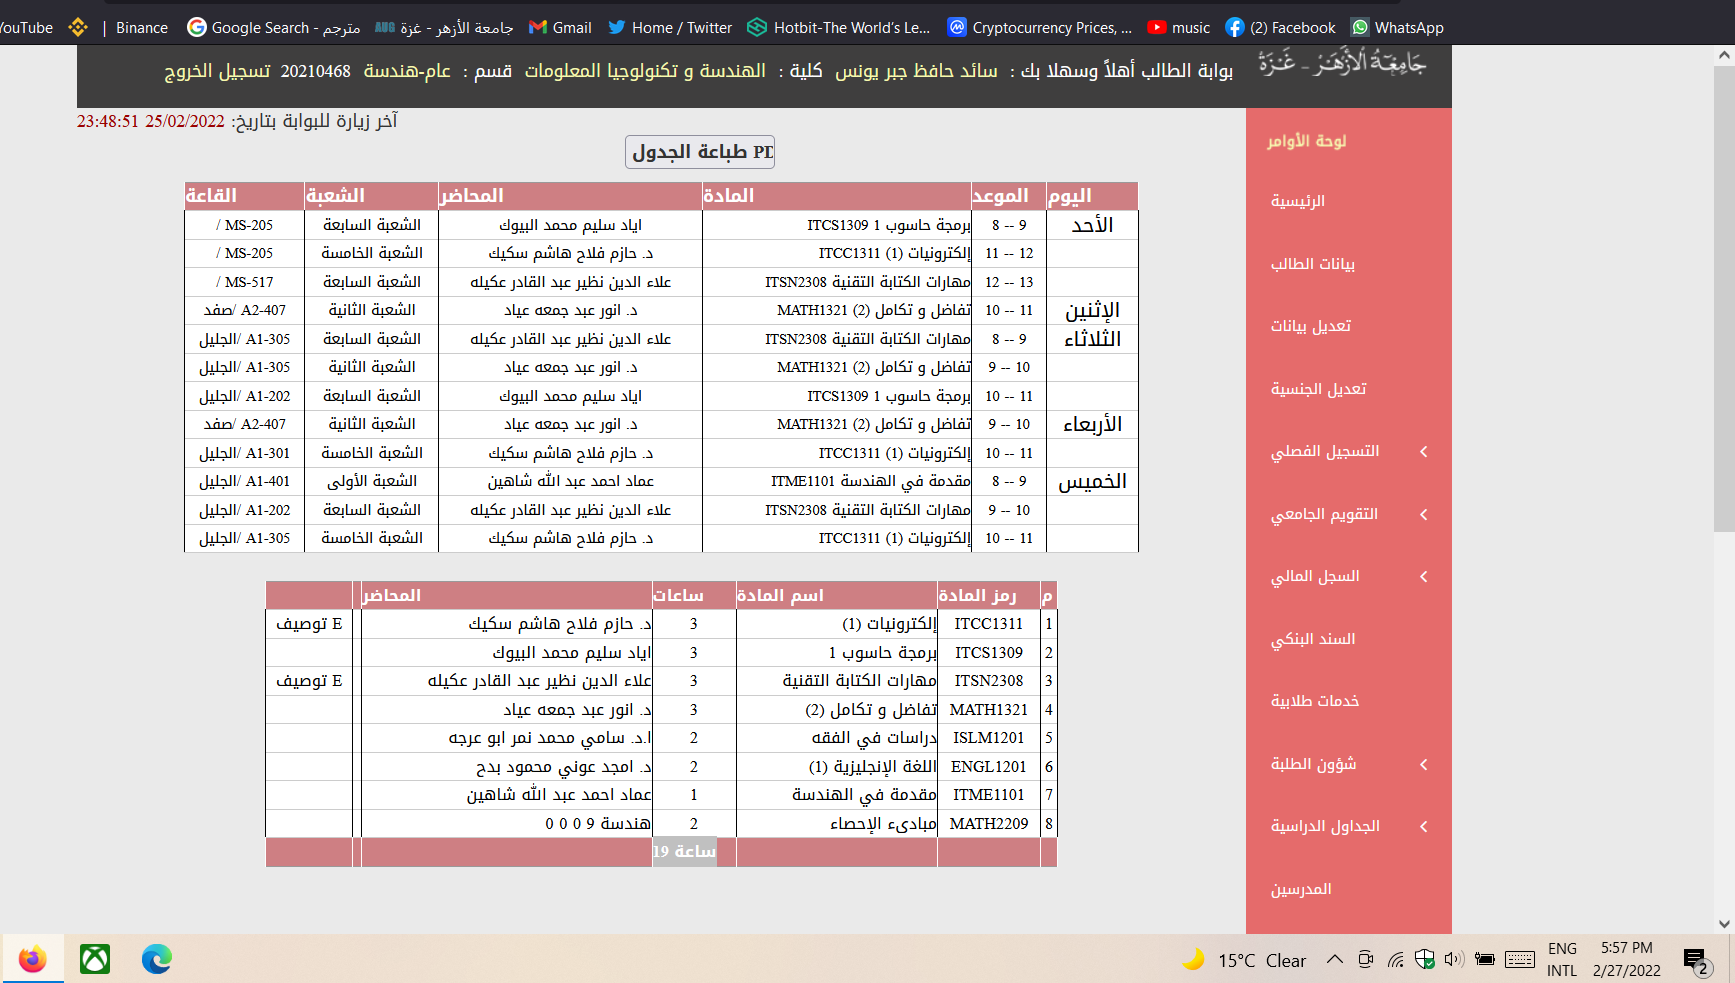 YouTube | Binance Google Search - مترجم جامعة الأزهر - غزة Gmail Home / Twitter Hotbit-The World's Le... Cryptocurrency Prices, ... music (2) Facebook WhatsApp
جامعة الأزهر - غزة
بوابة الطالب أهلاً وسهلا بك : سائد حافظ جبر يونس كلية : الهندسة و تكنولوجيا المعلومات قسم : عام-هندسة 20210468 تسجيل الخروج
آخر زيارة للبوابة بتاريخ: 25/02/2022 23:48:51
طباعة الجدول PD
اليوم الموعد المادة المحاضر الشعبة القاعة
الأحد 8 -- 9 برمجة حاسوب 1 ITCS1309 اياد سليم محمد البيوك الشعبة السابعة MS-205 /
11 -- 12 إلكترونيات (1) ITCC1311 د. حازم فلاح هاشم سكيك الشعبة الخامسة MS-205 /
12 -- 13 مهارات الكتابة التقنية ITSN2308 علاء الدين نظير عبد القادر عكيله الشعبة السابعة MS-517 /
الإثنين 10 -- 11 تفاضل و تكامل (2) MATH1321 د. انور عبد جمعه عياد الشعبة الثانية A2-407 /صفد
الثلاثاء 8 -- 9 مهارات الكتابة التقنية ITSN2308 علاء الدين نظير عبد القادر عكيله الشعبة السابعة A1-305 /الجليل
9 -- 10 تفاضل و تكامل (2) MATH1321 د. انور عبد جمعه عياد الشعبة الثانية A1-305 /الجليل
10 -- 11 برمجة حاسوب 1 ITCS1309 اياد سليم محمد البيوك الشعبة السابعة A1-202 /الجليل
الأربعاء 9 -- 10 تفاضل و تكامل (2) MATH1321 د. انور عبد جمعه عياد الشعبة الثانية A2-407 /صفد
10 -- 11 إلكترونيات (1) ITCC1311 د. حازم فلاح هاشم سكيك الشعبة الخامسة A1-301 /الجليل
الخميس 8 -- 9 مقدمة في الهندسة ITME1101 عماد احمد عبد الله شاهين الشعبة الأولى A1-401 /الجليل
9 -- 10 مهارات الكتابة التقنية ITSN2308 علاء الدين نظير عبد القادر عكيله الشعبة السابعة A1-202 /الجليل
10 -- 11 إلكترونيات (1) ITCC1311 د. حازم فلاح هاشم سكيك الشعبة الخامسة A1-305 /الجليل
م رمز المادة اسم المادة ساعات المحاضر
1 ITCC1311 إلكترونيات (1) 3 د. حازم فلاح هاشم سكيك E توصيف
2 ITCS1309 برمجة حاسوب 1 3 اياد سليم محمد البيوك
3 ITSN2308 مهارات الكتابة التقنية 3 علاء الدين نظير عبد القادر عكيله E توصيف
4 MATH1321 تفاضل و تكامل (2) 3 د. انور عبد جمعه عياد
5 ISLM1201 دراسات في الفقه 2 ا.د. سامي محمد نمر ابو عرجه
6 ENGL1201 اللغة الإنجليزية (1) 2 د. امجد عوني محمود بدح
7 ITME1101 مقدمة في الهندسة 1 عماد احمد عبد الله شاهين
8 MATH2209 مبادىء الإحصاء 2 هندسة 9 0 0 0
19 ساعة
لوحة الأوامر
الرئيسية
بيانات الطالب
تعديل بيانات
تعديل الجنسية
التسجيل الفصلي
التقويم الجامعي
السجل المالي
السند البنكي
خدمات طلابية
شؤون الطلبة
الجداول الدراسية
المدرسين
15°C Clear ENG INTL 5:57 PM 2/27/2022 2